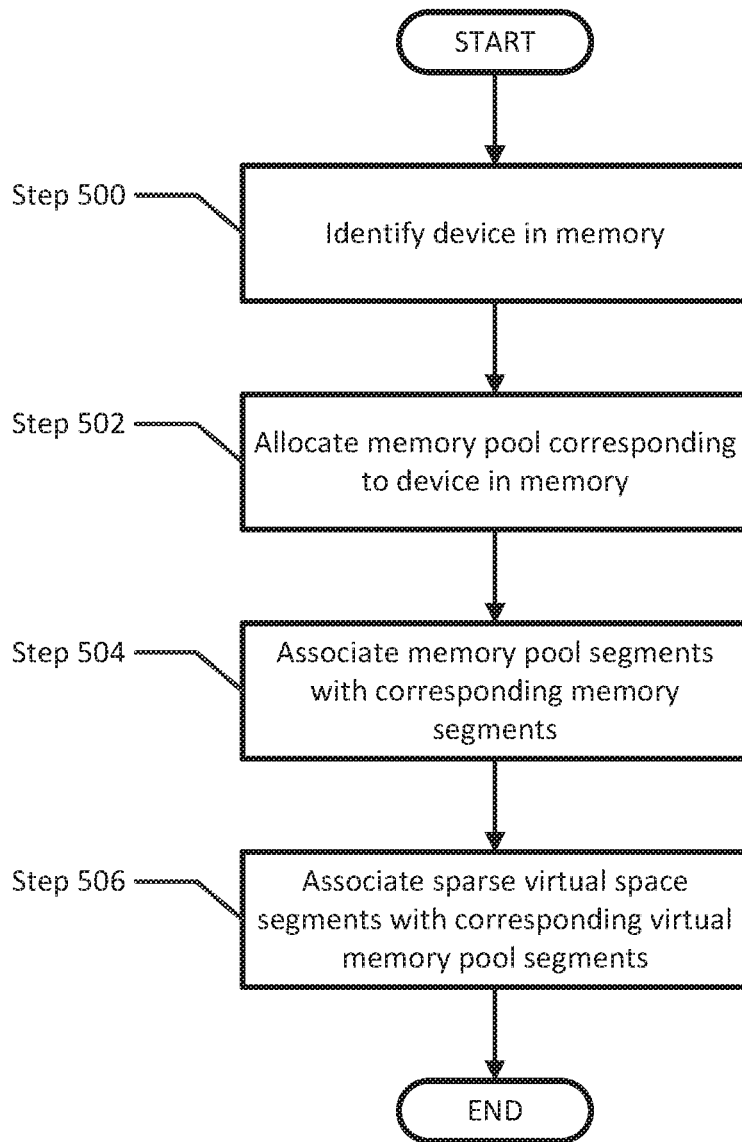 START
Step 500
Identify device in memory
Step 502
Allocate memory pool corresponding
to device in memory
Step 504
Associate memory pool segments
with corresponding memory
segments
Step 506
Associate sparse virtual space
segments with corresponding virtual
memory pool segments
END